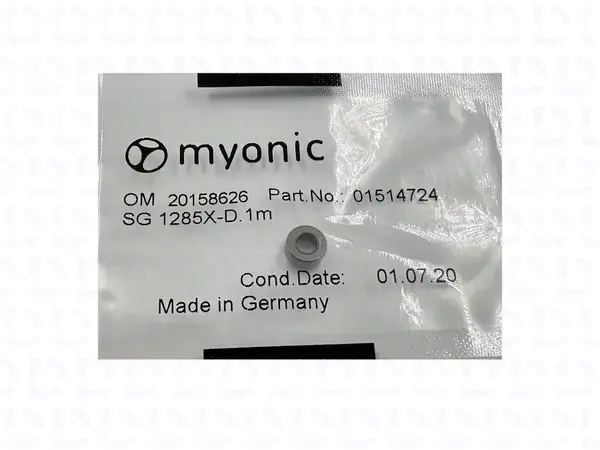 myonic
OM 20158626 Part.No.: 01514724
SG 1285X-D.1m
Cond.Date: 01.07.20
Made in Germany